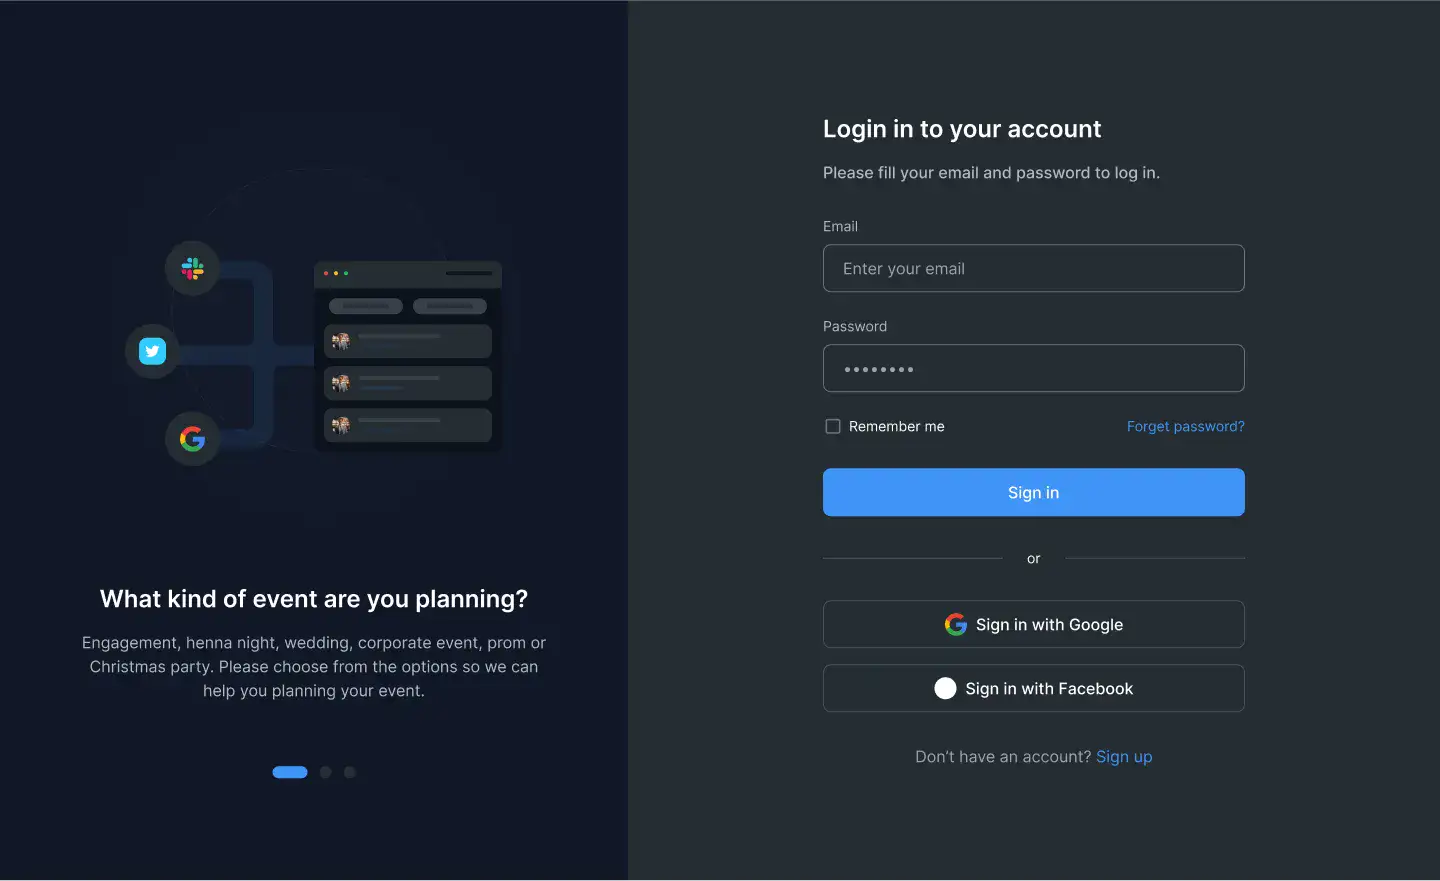 What kind of event are you planning?
Engagement, henna night, wedding, corporate event, prom or
Christmas party. Please choose from the options so we can
help you planning your event.
Login in to your account
Please fill your email and password to log in.
Email
Enter your email
Password
••••••••
Remember me
Forget password?
Sign in
or
Sign in with Google
Sign in with Facebook
Don't have an account? Sign up